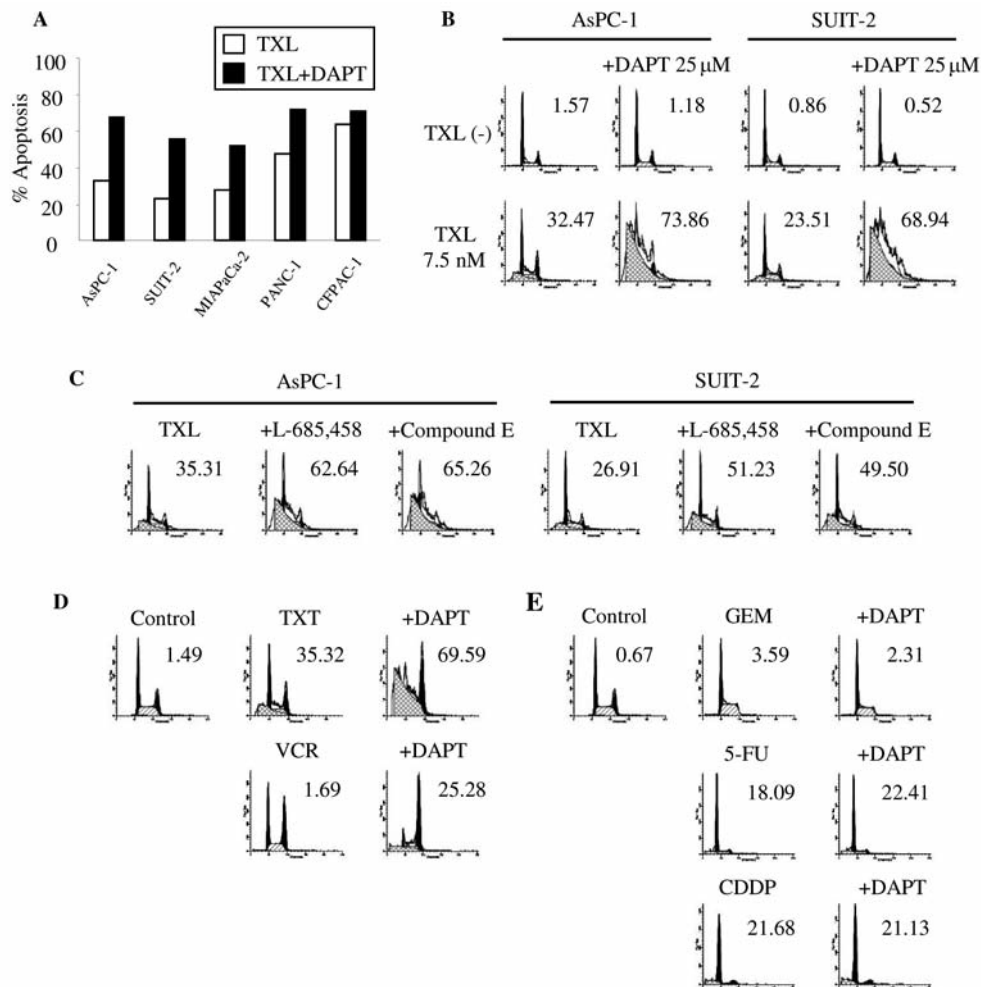 A
TXL
TXL+DAPT
% Apoptosis
100
80
60
40
20
0
AsPC-1
SUIT-2
MIAPaCa-2
PANC-1
CFPAC-1
B
AsPC-1
SUIT-2
+DAPT 25 μM
+DAPT 25 μM
TXL (-)
1.57
1.18
0.86
0.52
TXL
7.5 nM
32.47
73.86
23.51
68.94
C
AsPC-1
SUIT-2
TXL
+L-685,458
+Compound E
TXL
+L-685,458
+Compound E
35.31
62.64
65.26
26.91
51.23
49.50
D
Control
TXT
+DAPT
1.49
35.32
69.59
VCR
+DAPT
1.69
25.28
E
Control
GEM
+DAPT
0.67
3.59
2.31
5-FU
+DAPT
18.09
22.41
CDDP
+DAPT
21.68
21.13